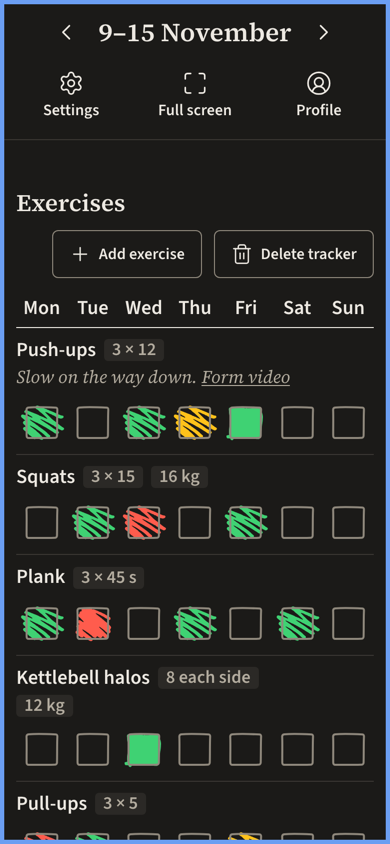 9–15 November
Settings Full screen Profile
Exercises
Add exercise Delete tracker
Mon Tue Wed Thu Fri Sat Sun
Push-ups 3 × 12
Slow on the way down. Form video
Squats 3 × 15 16 kg
Plank 3 × 45 s
Kettlebell halos 8 each side
12 kg
Pull-ups 3 × 5